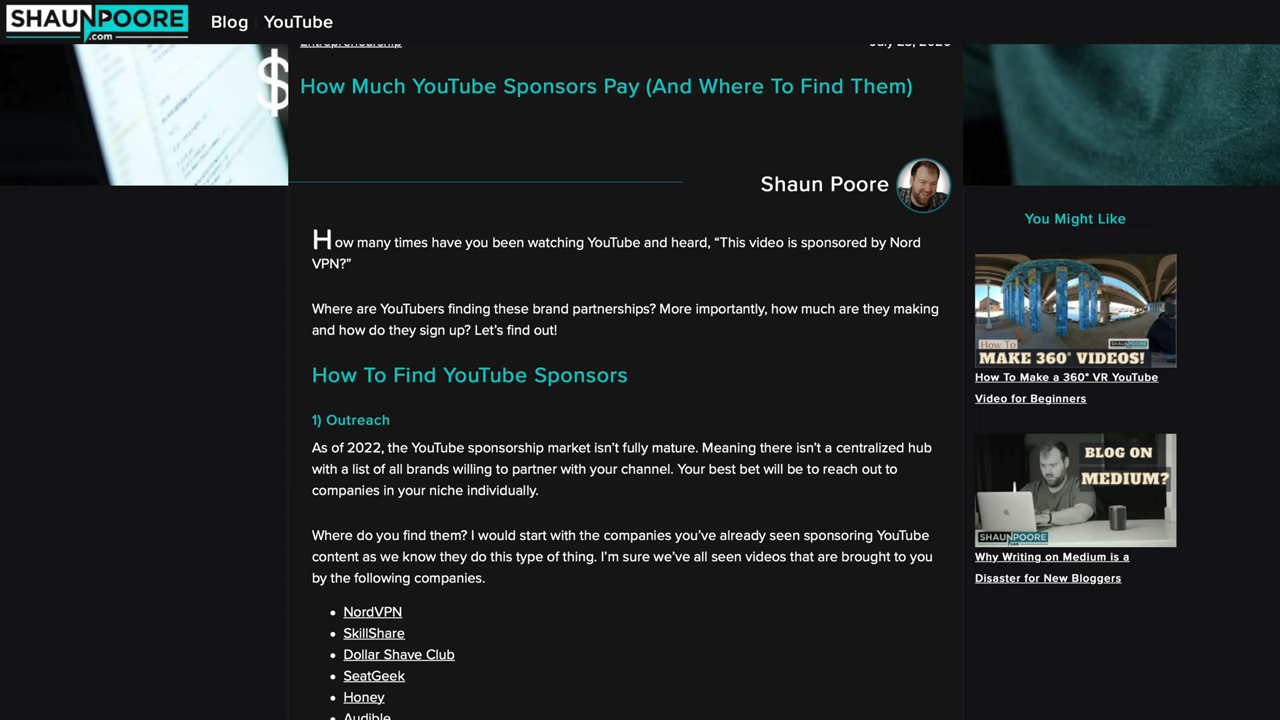 SHAUNPOORE
.com
Blog
YouTube
Entrepreneurship
$
How Much YouTube Sponsors Pay (And Where To Find Them)
Shaun Poore
How many times have you been watching YouTube and heard, “This video is sponsored by Nord
VPN?”
Where are YouTubers finding these brand partnerships? More importantly, how much are they making
and how do they sign up? Let’s find out!
How To Find YouTube Sponsors
1) Outreach
As of 2022, the YouTube sponsorship market isn’t fully mature. Meaning there isn’t a centralized hub
with a list of all brands willing to partner with your channel. Your best bet will be to reach out to
companies in your niche individually.
Where do you find them? I would start with the companies you’ve already seen sponsoring YouTube
content as we know they do this type of thing. I’m sure we’ve all seen videos that are brought to you
by the following companies.
• NordVPN
• SkillShare
• Dollar Shave Club
• SeatGeek
• Honey
• Audible
You Might Like
How To
SHAUNPOORE
MAKE 360° VIDEOS!
How To Make a 360° VR YouTube
Video for Beginners
BLOG ON
MEDIUM?
SHAUNPOORE
Why Writing on Medium is a
Disaster for New Bloggers